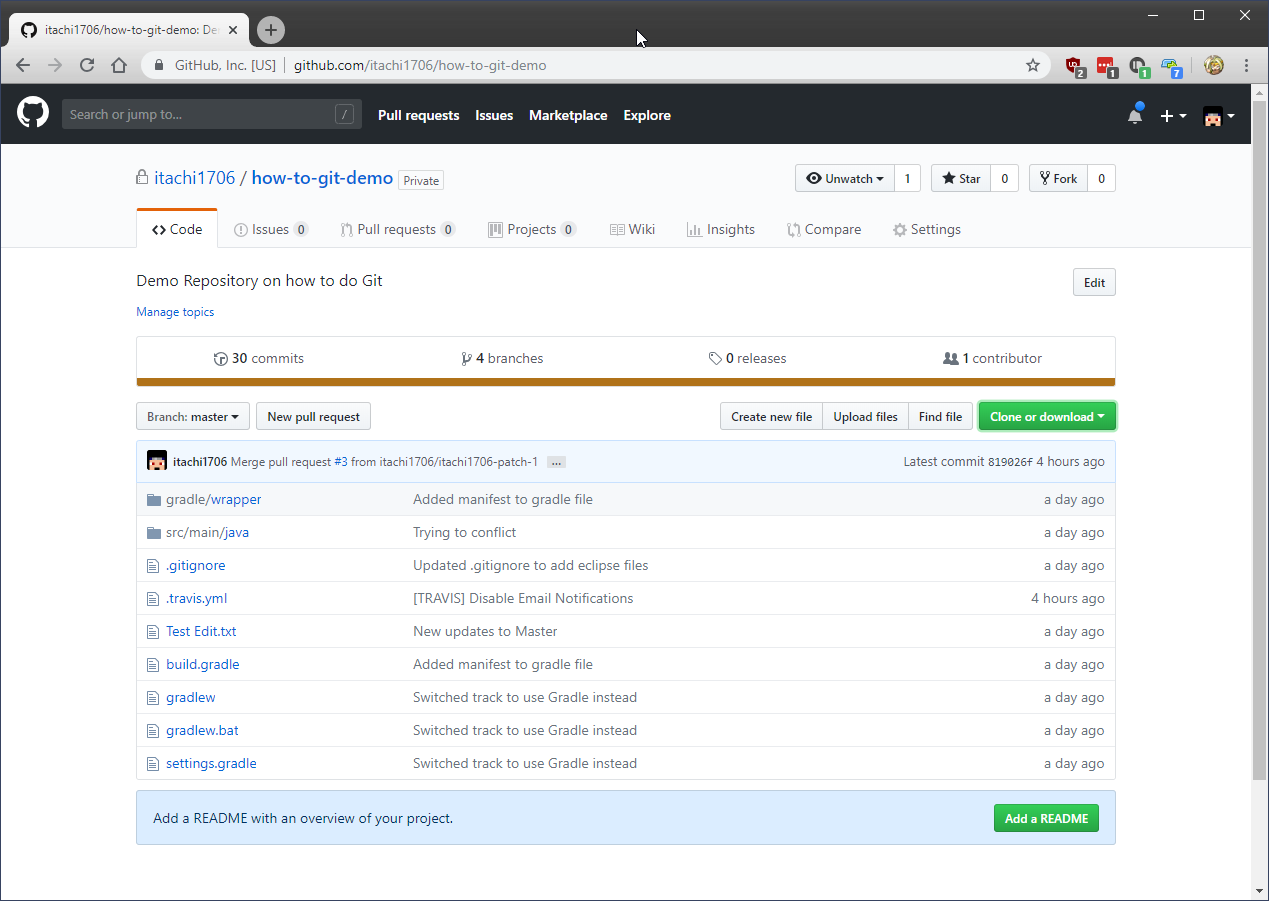 itachi1706/how-to-git-demo: De
GitHub, Inc. [US] github.com/itachi1706/how-to-git-demo 2 1 1 7
Search or jump to... / Pull requests Issues Marketplace Explore
itachi1706 / how-to-git-demo Private Unwatch 1 Star 0 Fork 0
Code Issues 0 Pull requests 0 Projects 0 Wiki Insights Compare Settings
Demo Repository on how to do Git Edit
Manage topics
30 commits 4 branches 0 releases 1 contributor
Branch: master New pull request Create new file Upload files Find file Clone or download
itachi1706 Merge pull request #3 from itachi1706/itachi1706-patch-1 ... Latest commit 819026f 4 hours ago
gradle/wrapper Added manifest to gradle file a day ago
src/main/java Trying to conflict a day ago
.gitignore Updated .gitignore to add eclipse files a day ago
.travis.yml [TRAVIS] Disable Email Notifications 4 hours ago
Test Edit.txt New updates to Master a day ago
build.gradle Added manifest to gradle file a day ago
gradlew Switched track to use Gradle instead a day ago
gradlew.bat Switched track to use Gradle instead a day ago
settings.gradle Switched track to use Gradle instead a day ago
Add a README with an overview of your project. Add a README